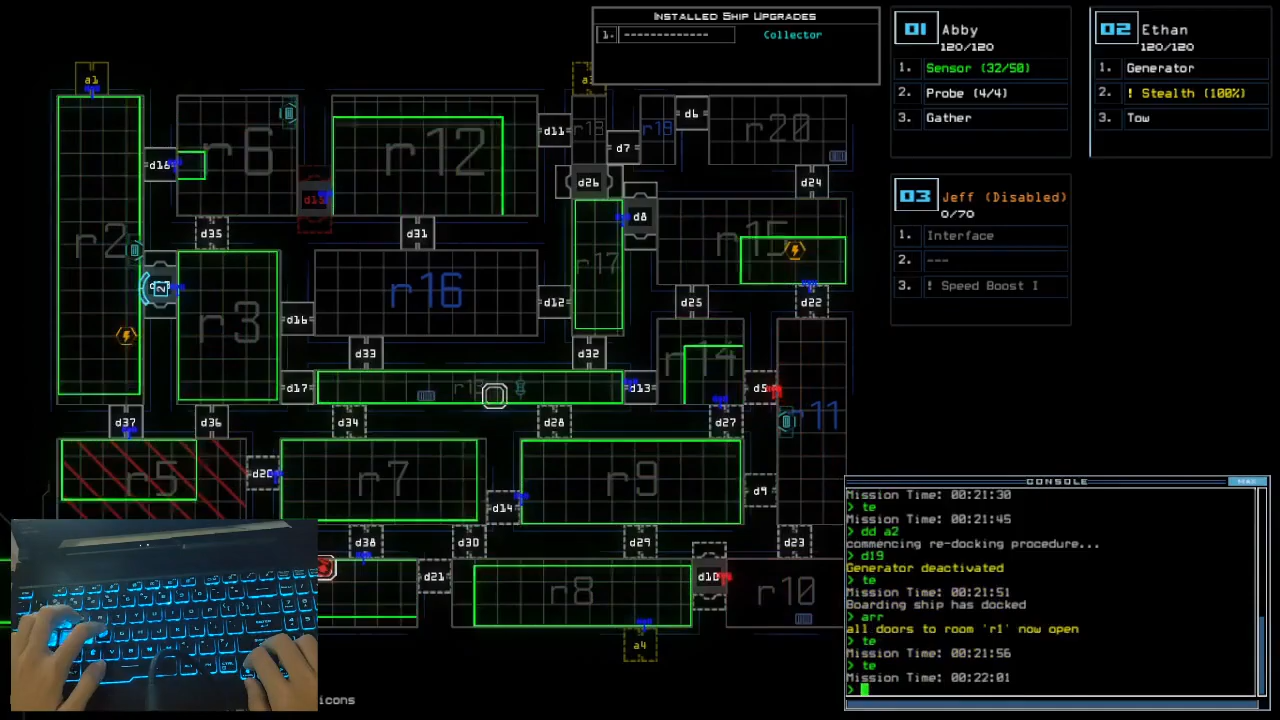 INSTALLED SHIP UPGRADES
1. -------------- Collector
01 Abby
120/120
1. Sensor (32/50)
2. Probe (4/4)
3. Gather
02 Ethan
120/120
1. Generator
2. ! Stealth (100%)
3. Tow
03 Jeff (Disabled)
0/70
1. Interface
2. ---
3. ! Speed Boost I
a1
r6
r12
d11
r19
d6
r20
d7
d16
d15
d26
d24
r2
d35
d31
d8
r15
r17
2
r3
r16
d12
d25
d22
d16
d33
d32
r14
d17
d13
d5
r11
d37
d36
d34
d28
d27
r5
d20
r7
d14
r9
d9
d38
d30
d29
d23
d21
r8
d10
r10
a4
icons
CONSOLE
Mission Time: 00:21:30
> te
Mission Time: 00:21:45
> dd a2
commencing re-docking procedure...
> d19
Generator deactivated
> te
Mission Time: 00:21:51
Boarding ship has docked
> arr
all doors to room 'r1' now open
> te
Mission Time: 00:21:56
> te
Mission Time: 00:22:01
>